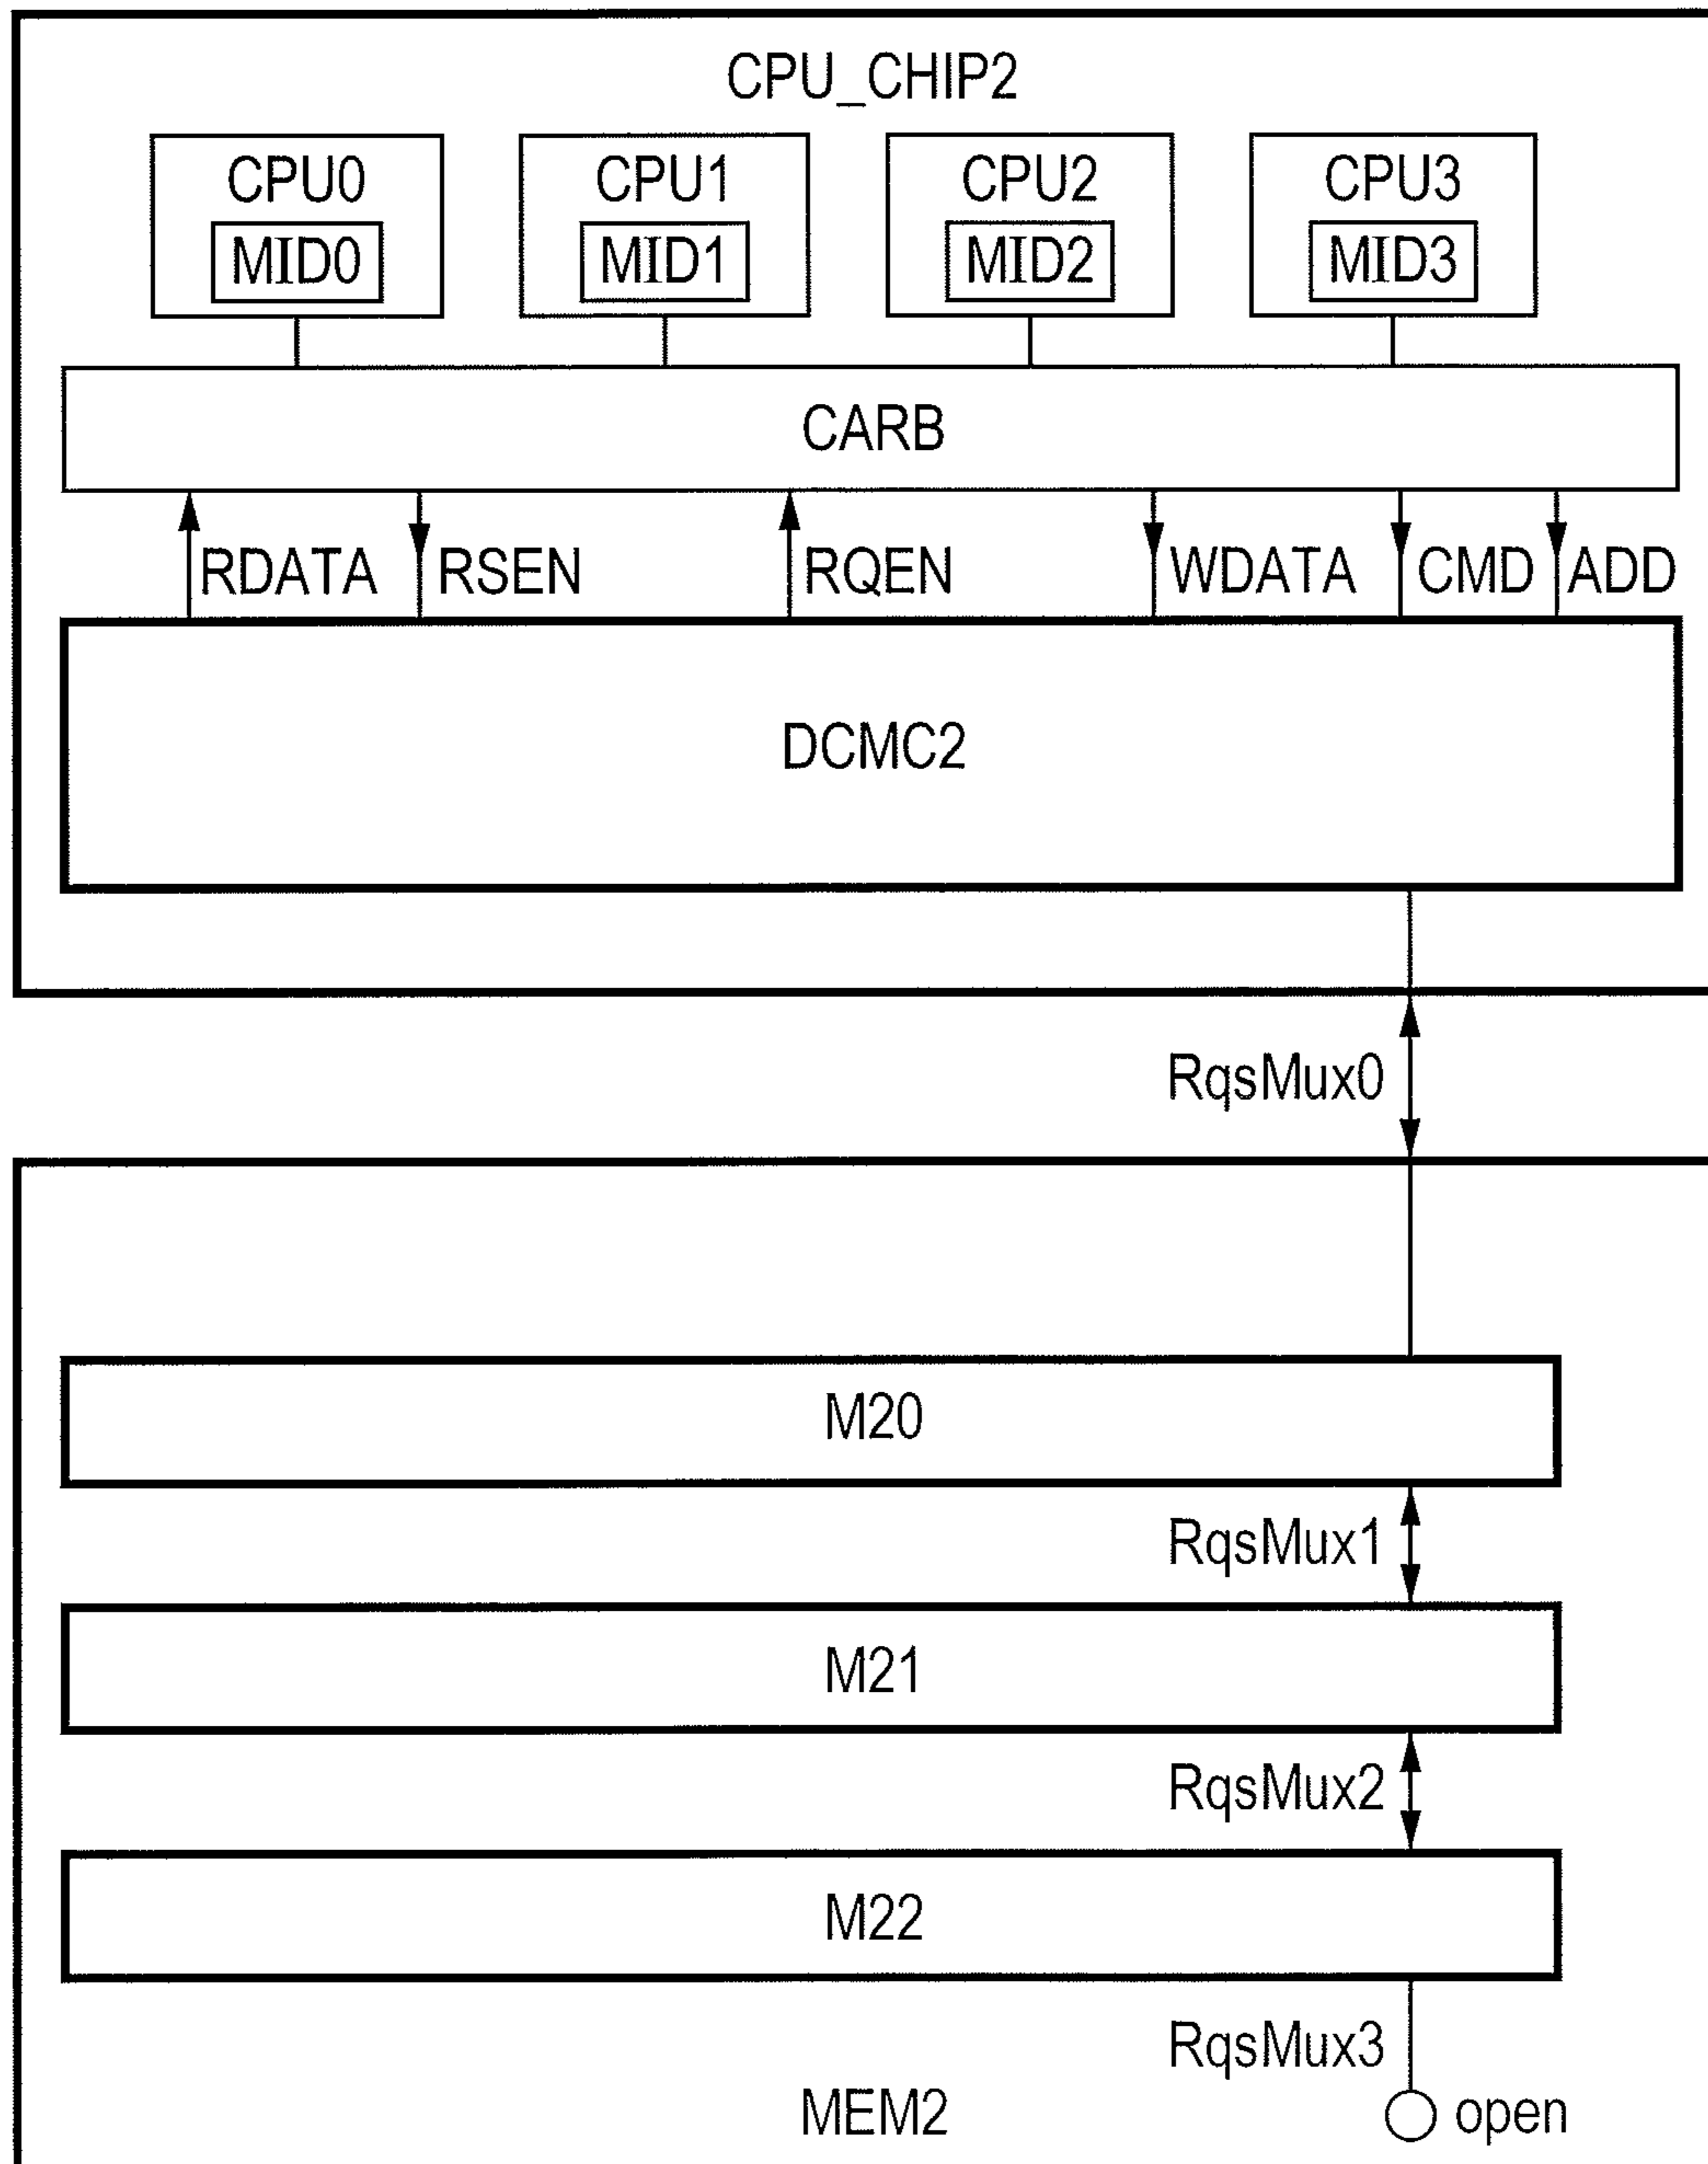 CPU_CHIP2
CPU0 CPU1 CPU2 CPU3
MID0 MID1 MID2 MID3
CARB
RDATA RSEN RQEN WDATA CMD ADD
DCMC2
RqsMux0
M20
RqsMux1
M21
RqsMux2
M22
RqsMux3
MEM2 open